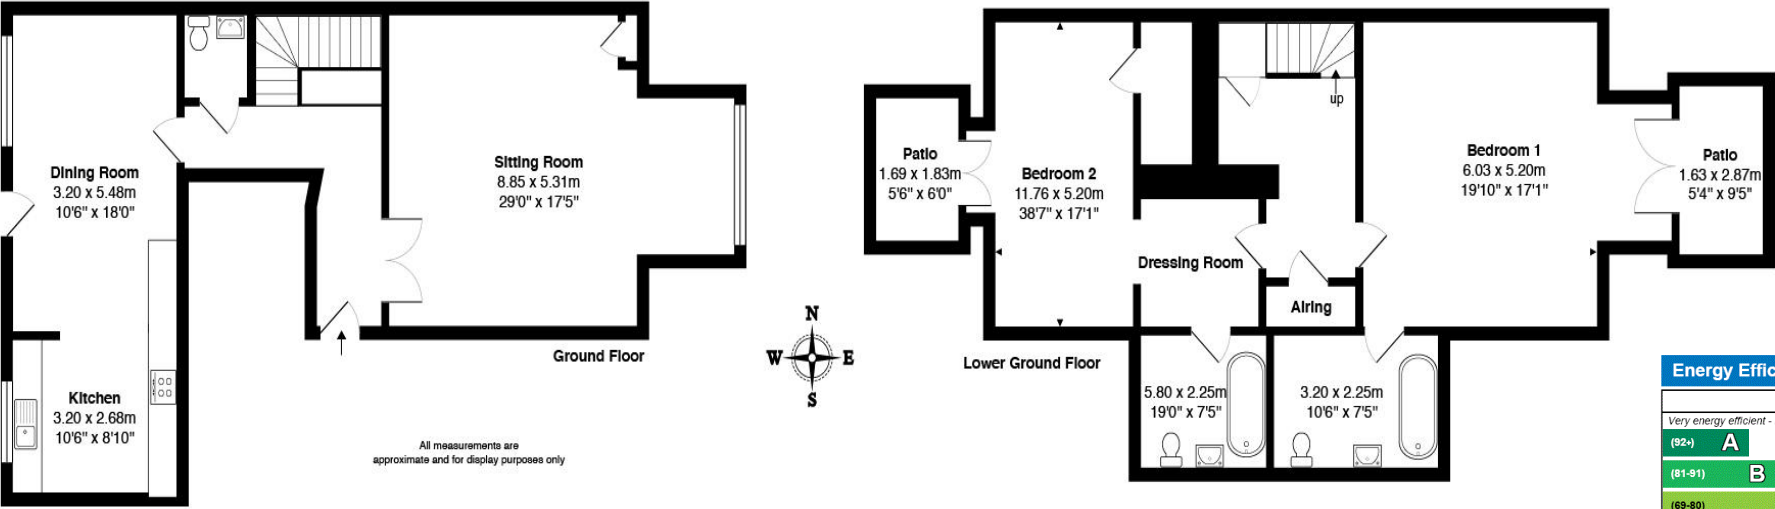 Dining Room
3.20 x 5.48m
10'6" x 18'0"
Sitting Room
8.85 x 5.31m
29'0" x 17'5"
Kitchen
3.20 x 2.68m
10'6" x 8'10"
Ground Floor
All measurements are
approximate and for display purposes only
N
W E
S
Patio
1.69 x 1.83m
5'6" x 6'0"
Bedroom 2
11.76 x 5.20m
38'7" x 17'1"
up
Bedroom 1
6.03 x 5.20m
19'10" x 17'1"
Patio
1.63 x 2.87m
5'4" x 9'5"
Dressing Room
Airing
Lower Ground Floor
5.80 x 2.25m
19'0" x 7'5"
3.20 x 2.25m
10'6" x 7'5"
Energy Effic
Very energy efficient -
(92+) A
(81-91) B
(69-80)